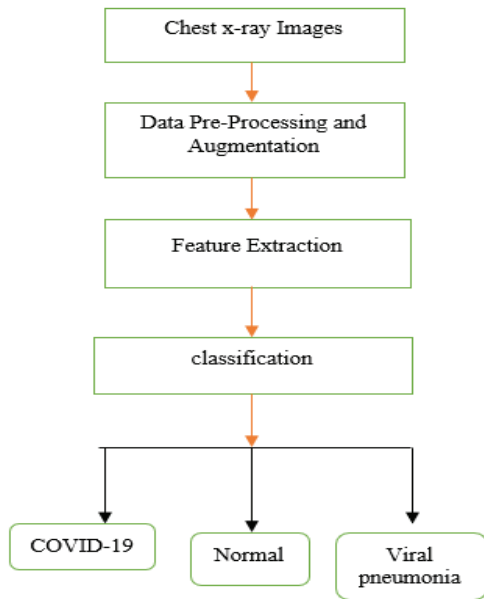 Chest x-ray Images
Data Pre-Processing and
Augmentation
Feature Extraction
classification
COVID-19
Normal
Viral
pneumonia